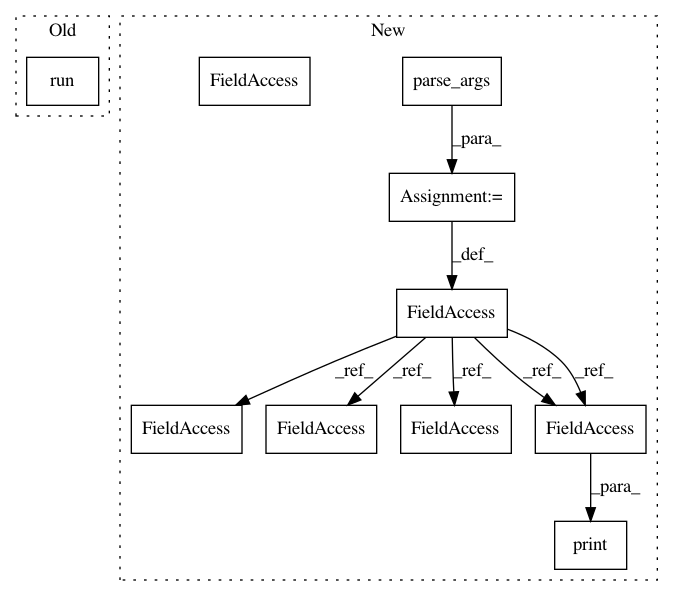 Old
New
run
FieldAccess
parse_args
_para_
Assignment:=
_def_
FieldAccess
_ref_
_ref_
_ref_
_ref_
_ref_
FieldAccess
FieldAccess
FieldAccess
FieldAccess
_para_
print